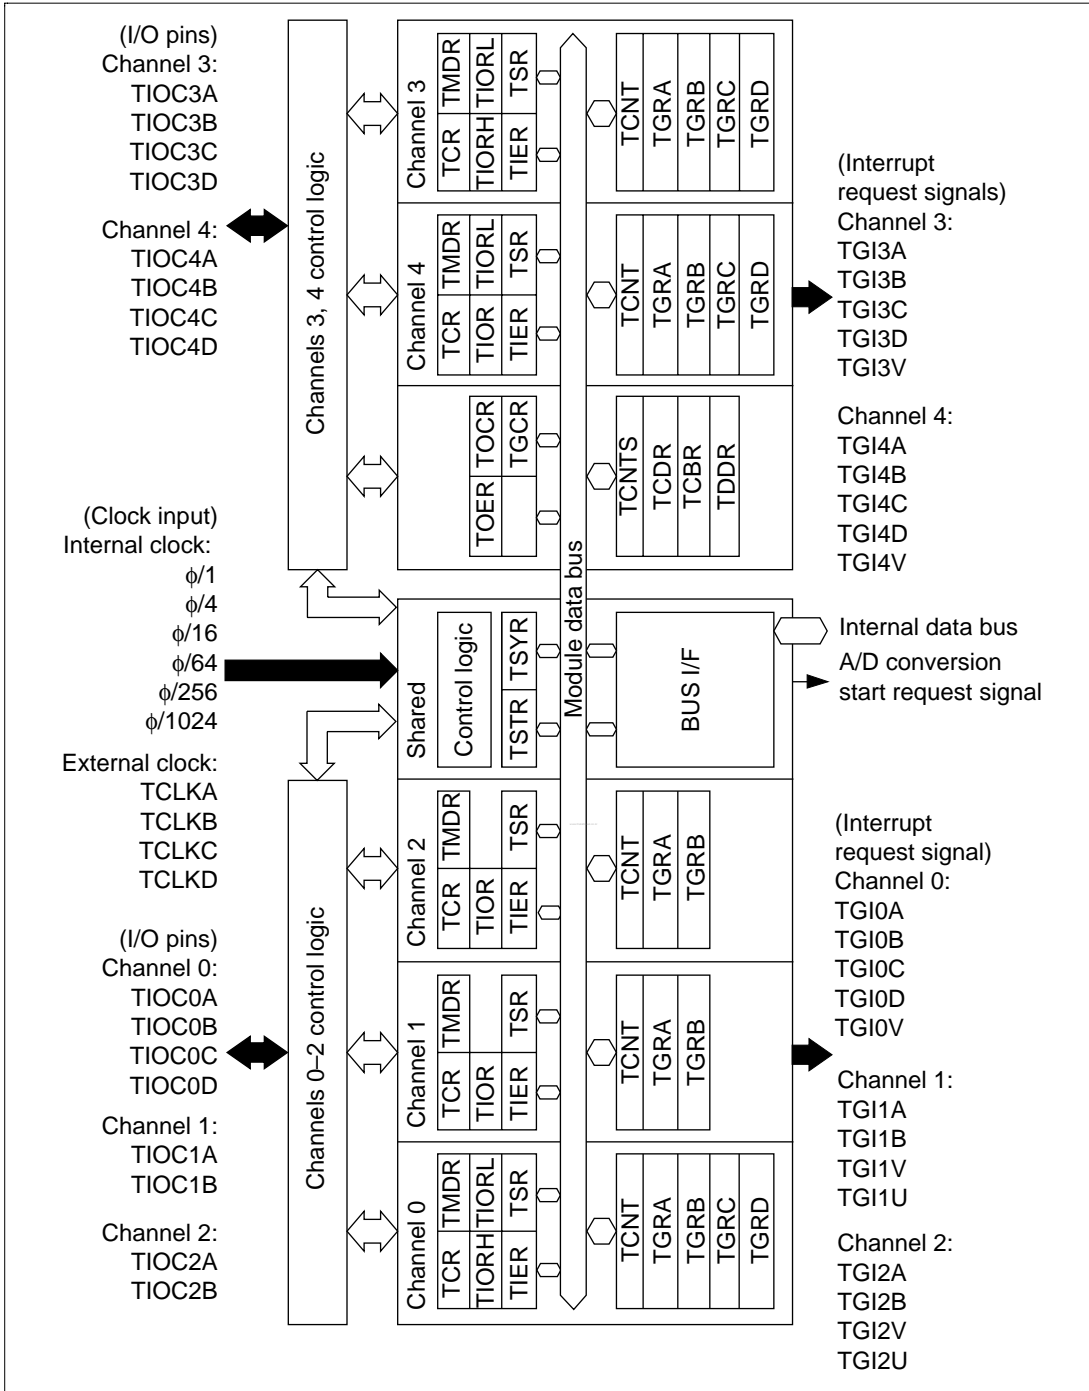 (I/O pins)
Channel 3:
TIOC3A
TIOC3B
TIOC3C
TIOC3D
Channel 4:
TIOC4A
TIOC4B
TIOC4C
TIOC4D
(Clock input)
Internal clock:
ϕ/1
ϕ/4
ϕ/16
ϕ/64
ϕ/256
ϕ/1024
External clock:
TCLKA
TCLKB
TCLKC
TCLKD
(I/O pins)
Channel 0:
TIOC0A
TIOC0B
TIOC0C
TIOC0D
Channel 1:
TIOC1A
TIOC1B
Channel 2:
TIOC2A
TIOC2B
Channels 3, 4 control logic
Channels 0–2 control logic
Channel 3
TCR TMDR
TIORH TIORL
TIER TSR
TCNT
TGRA
TGRB
TGRC
TGRD
Channel 4
TCR TMDR
TIOR TIORL
TIER TSR
TCNT
TGRA
TGRB
TGRC
TGRD
TOER TOCR
TGCR
TCNTS
TCDR
TCBR
TDDR
Module data bus
Shared
Control logic
TSTR TSYR
BUS I/F
Channel 2
TCR TMDR
TIOR
TIER TSR
TCNT
TGRA
TGRB
Channel 1
TCR TMDR
TIOR
TIER TSR
TCNT
TGRA
TGRB
Channel 0
TCR TMDR
TIORH TIORL
TIER TSR
TCNT
TGRA
TGRB
TGRC
TGRD
(Interrupt
request signals)
Channel 3:
TGI3A
TGI3B
TGI3C
TGI3D
TGI3V
Channel 4:
TGI4A
TGI4B
TGI4C
TGI4D
TGI4V
Internal data bus
A/D conversion
start request signal
(Interrupt
request signal)
Channel 0:
TGI0A
TGI0B
TGI0C
TGI0D
TGI0V
Channel 1:
TGI1A
TGI1B
TGI1V
TGI1U
Channel 2:
TGI2A
TGI2B
TGI2V
TGI2U